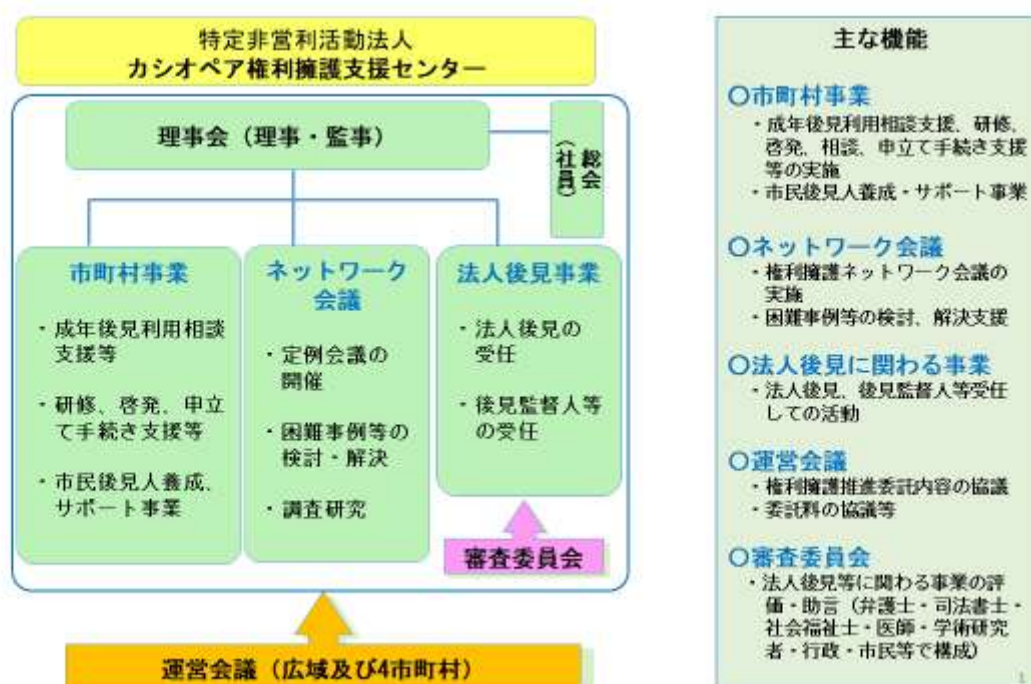 特定非営利活動法人
カシオペア権利擁護支援センター
理事会（理事・監事）
総会
（社員）
市町村事業
・成年後見利用相談
支援等
・研修、啓発、申立
て手続き支援等
・市民後見人養成、
サポート事業
ネットワーク
会議
・定例会議の
開催
・困難事例等の
検討・解決
・調査研究
法人後見事業
・法人後見の
受任
・後見監督人等
の受任
審査委員会
運営会議（広域及び4市町村）
主な機能
〇市町村事業
・成年後見利用相談支援、研修、
啓発、相談、申立て手続き支援
等の実施
・市民後見人養成・サポート事業
〇ネットワーク会議
・権利擁護ネットワーク会議の
実施
・困難事例等の検討、解決支援
〇法人後見に関わる事業
・法人後見、後見監督人等受任
しての活動
〇運営会議
・権利擁護推進委託内容の協議
・委託料の協議等
〇審査委員会
・法人後見等に関わる事業の評
価・助言（弁護士・司法書士・
社会福祉士・医師・学術研究
者・行政・市民等で構成）
1